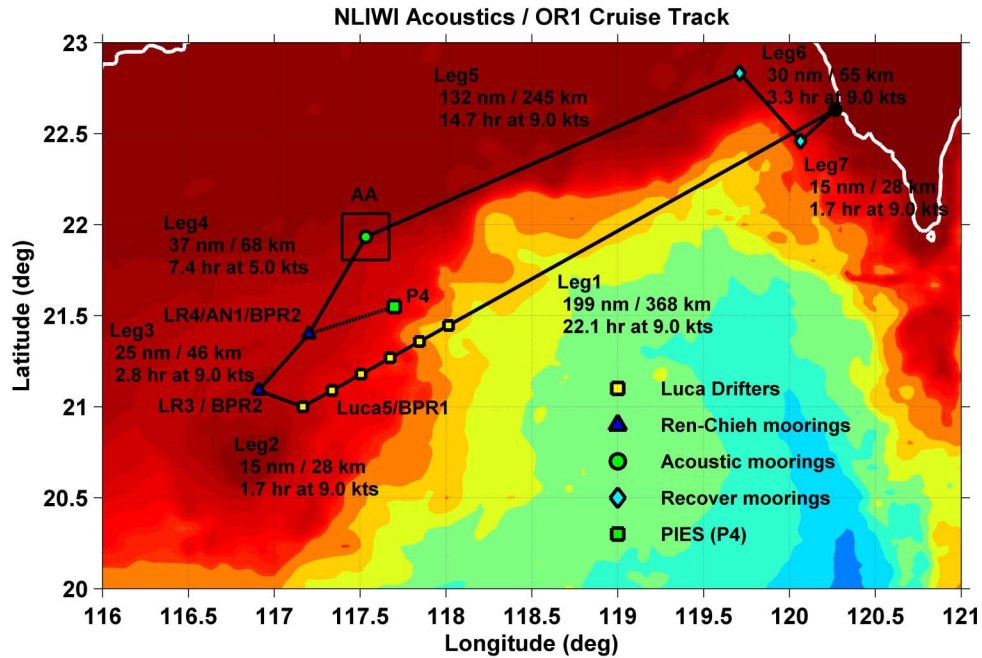 NLIWI Acoustics / OR1 Cruise Track
Leg6
30 nm / 55 km
3.3 hr at 9.0 kts
Leg5
132 nm / 245 km
14.7 hr at 9.0 kts
Leg7
15 nm / 28 km
1.7 hr at 9.0 kts
AA
Leg4
37 nm / 68 km
7.4 hr at 5.0 kts
P4
Leg1
199 nm / 368 km
22.1 hr at 9.0 kts
LR4/AN1/BPR2
Leg3
25 nm / 46 km
2.8 hr at 9.0 kts
LR3 / BPR2
Luca5/BPR1
Leg2
15 nm / 28 km
1.7 hr at 9.0 kts
Luca Drifters
Ren-Chieh moorings
Acoustic moorings
Recover moorings
PIES (P4)
Latitude (deg)
23
22.5
22
21.5
21
20.5
20
116 116.5 117 117.5 118 118.5 119 119.5 120 120.5 121
Longitude (deg)